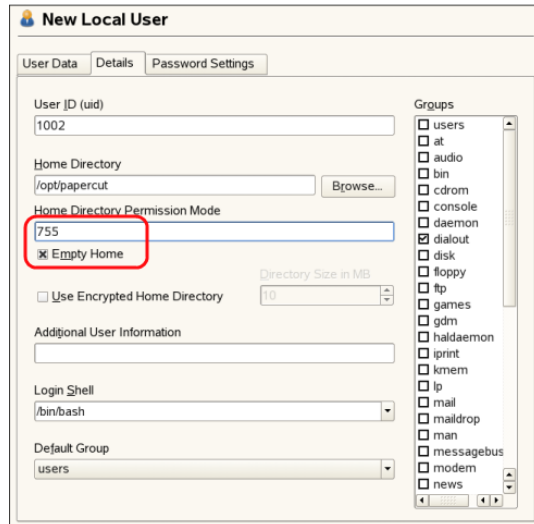 New Local User
User Data
Details
Password Settings
User ID (uid)
1002
Home Directory
/opt/papercut
Browse...
Home Directory Permission Mode
755
Empty Home
Directory Size in MB
Use Encrypted Home Directory
10
Additional User Information
Login Shell
/bin/bash
Default Group
users
Groups
users
at
audio
bin
cdrom
console
daemon
dialout
disk
floppy
ftp
games
gdm
haldaemon
iprint
kmem
lp
mail
maildrop
man
messagebus
modem
news